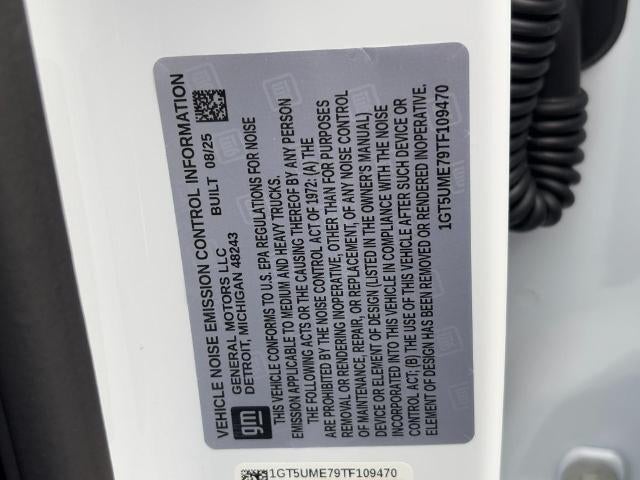 VEHICLE NOISE EMISSION CONTROL INFORMATION
gm
GENERAL MOTORS LLC BUILT 08/25
DETROIT, MICHIGAN 48243
THIS VEHICLE CONFORMS TO U.S. EPA REGULATIONS FOR NOISE
EMISSION APPLICABLE TO MEDIUM AND HEAVY TRUCKS.
THE FOLLOWING ACTS OR THE CAUSING THEREOF BY ANY PERSON
ARE PROHIBITED BY THE NOISE CONTROL ACT OF 1972: (A) THE
REMOVAL OR RENDERING INOPERATIVE, OTHER THAN FOR PURPOSES
OF MAINTENANCE, REPAIR, OR REPLACEMENT, OF ANY NOISE CONTROL
DEVICE OR ELEMENT OF DESIGN (LISTED IN THE OWNER'S MANUAL)
INCORPORATED INTO THIS VEHICLE IN COMPLIANCE WITH THE NOISE
CONTROL ACT; (B) THE USE OF THIS VEHICLE AFTER SUCH DEVICE OR
ELEMENT OF DESIGN HAS BEEN REMOVED OR RENDERED INOPERATIVE.
1GT5UME79TF109470
1GT5UME79TF109470